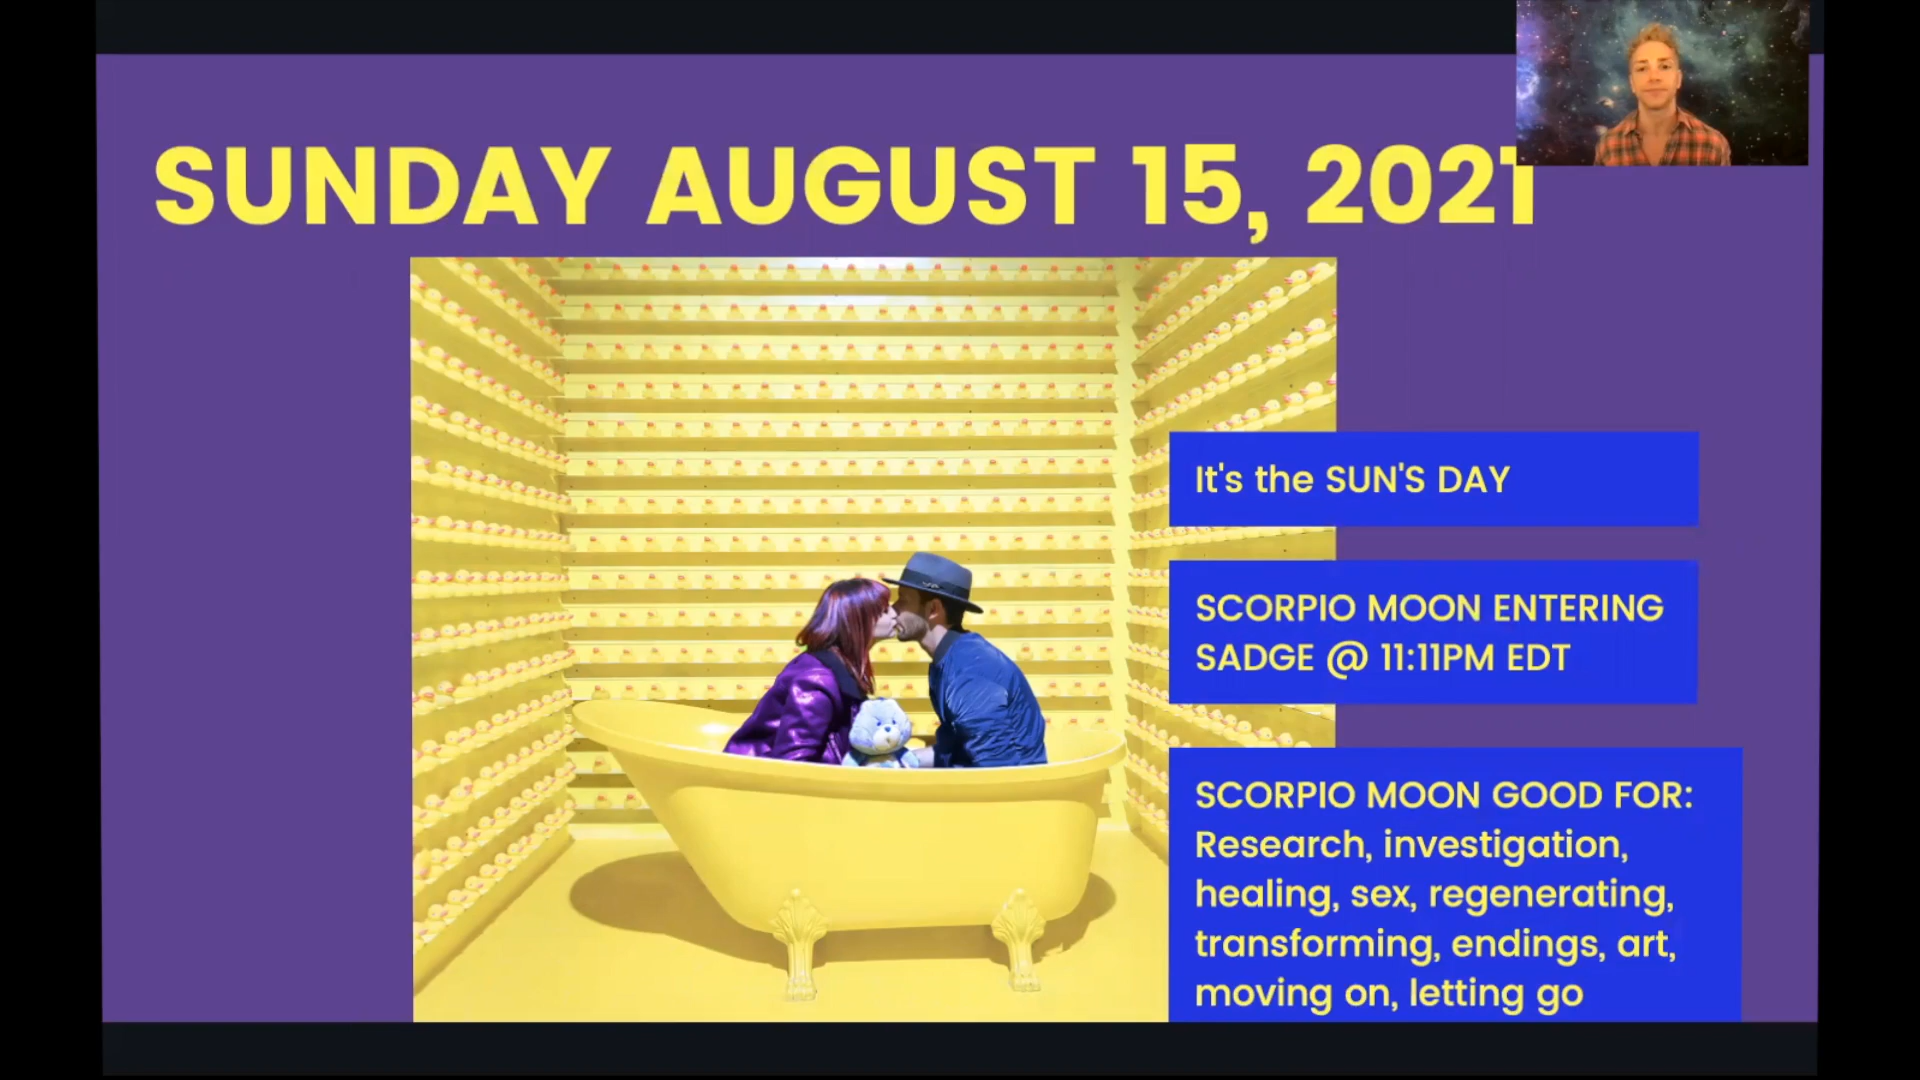 SUNDAY AUGUST 15, 2021
It's the SUN'S DAY
SCORPIO MOON ENTERING
SADGE @ 11:11PM EDT
SCORPIO MOON GOOD FOR:
Research, investigation,
healing, sex, regenerating,
transforming, endings, art,
moving on, letting go